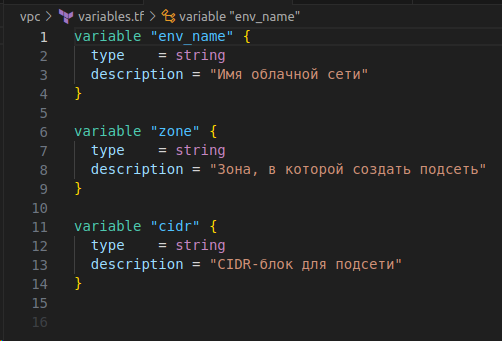 vpc > variables.tf > variable "env_name"
1 variable "env_name" {
2   type    = string
3   description = "Имя облачной сети"
4 }
5
6 variable "zone" {
7   type    = string
8   description = "Зона, в которой создать подсеть"
9 }
10
11 variable "cidr" {
12   type    = string
13   description = "CIDR-блок для подсети"
14 }
15
16